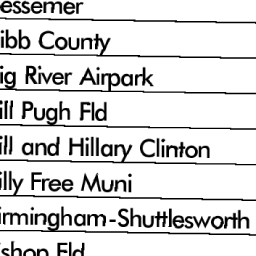 essemer
ibb County
ig River Airpark
ill Pugh Fld
ill and Hillary Clinton
illy Free Muni
irmingham-Shuttlesworth
ishop Fld